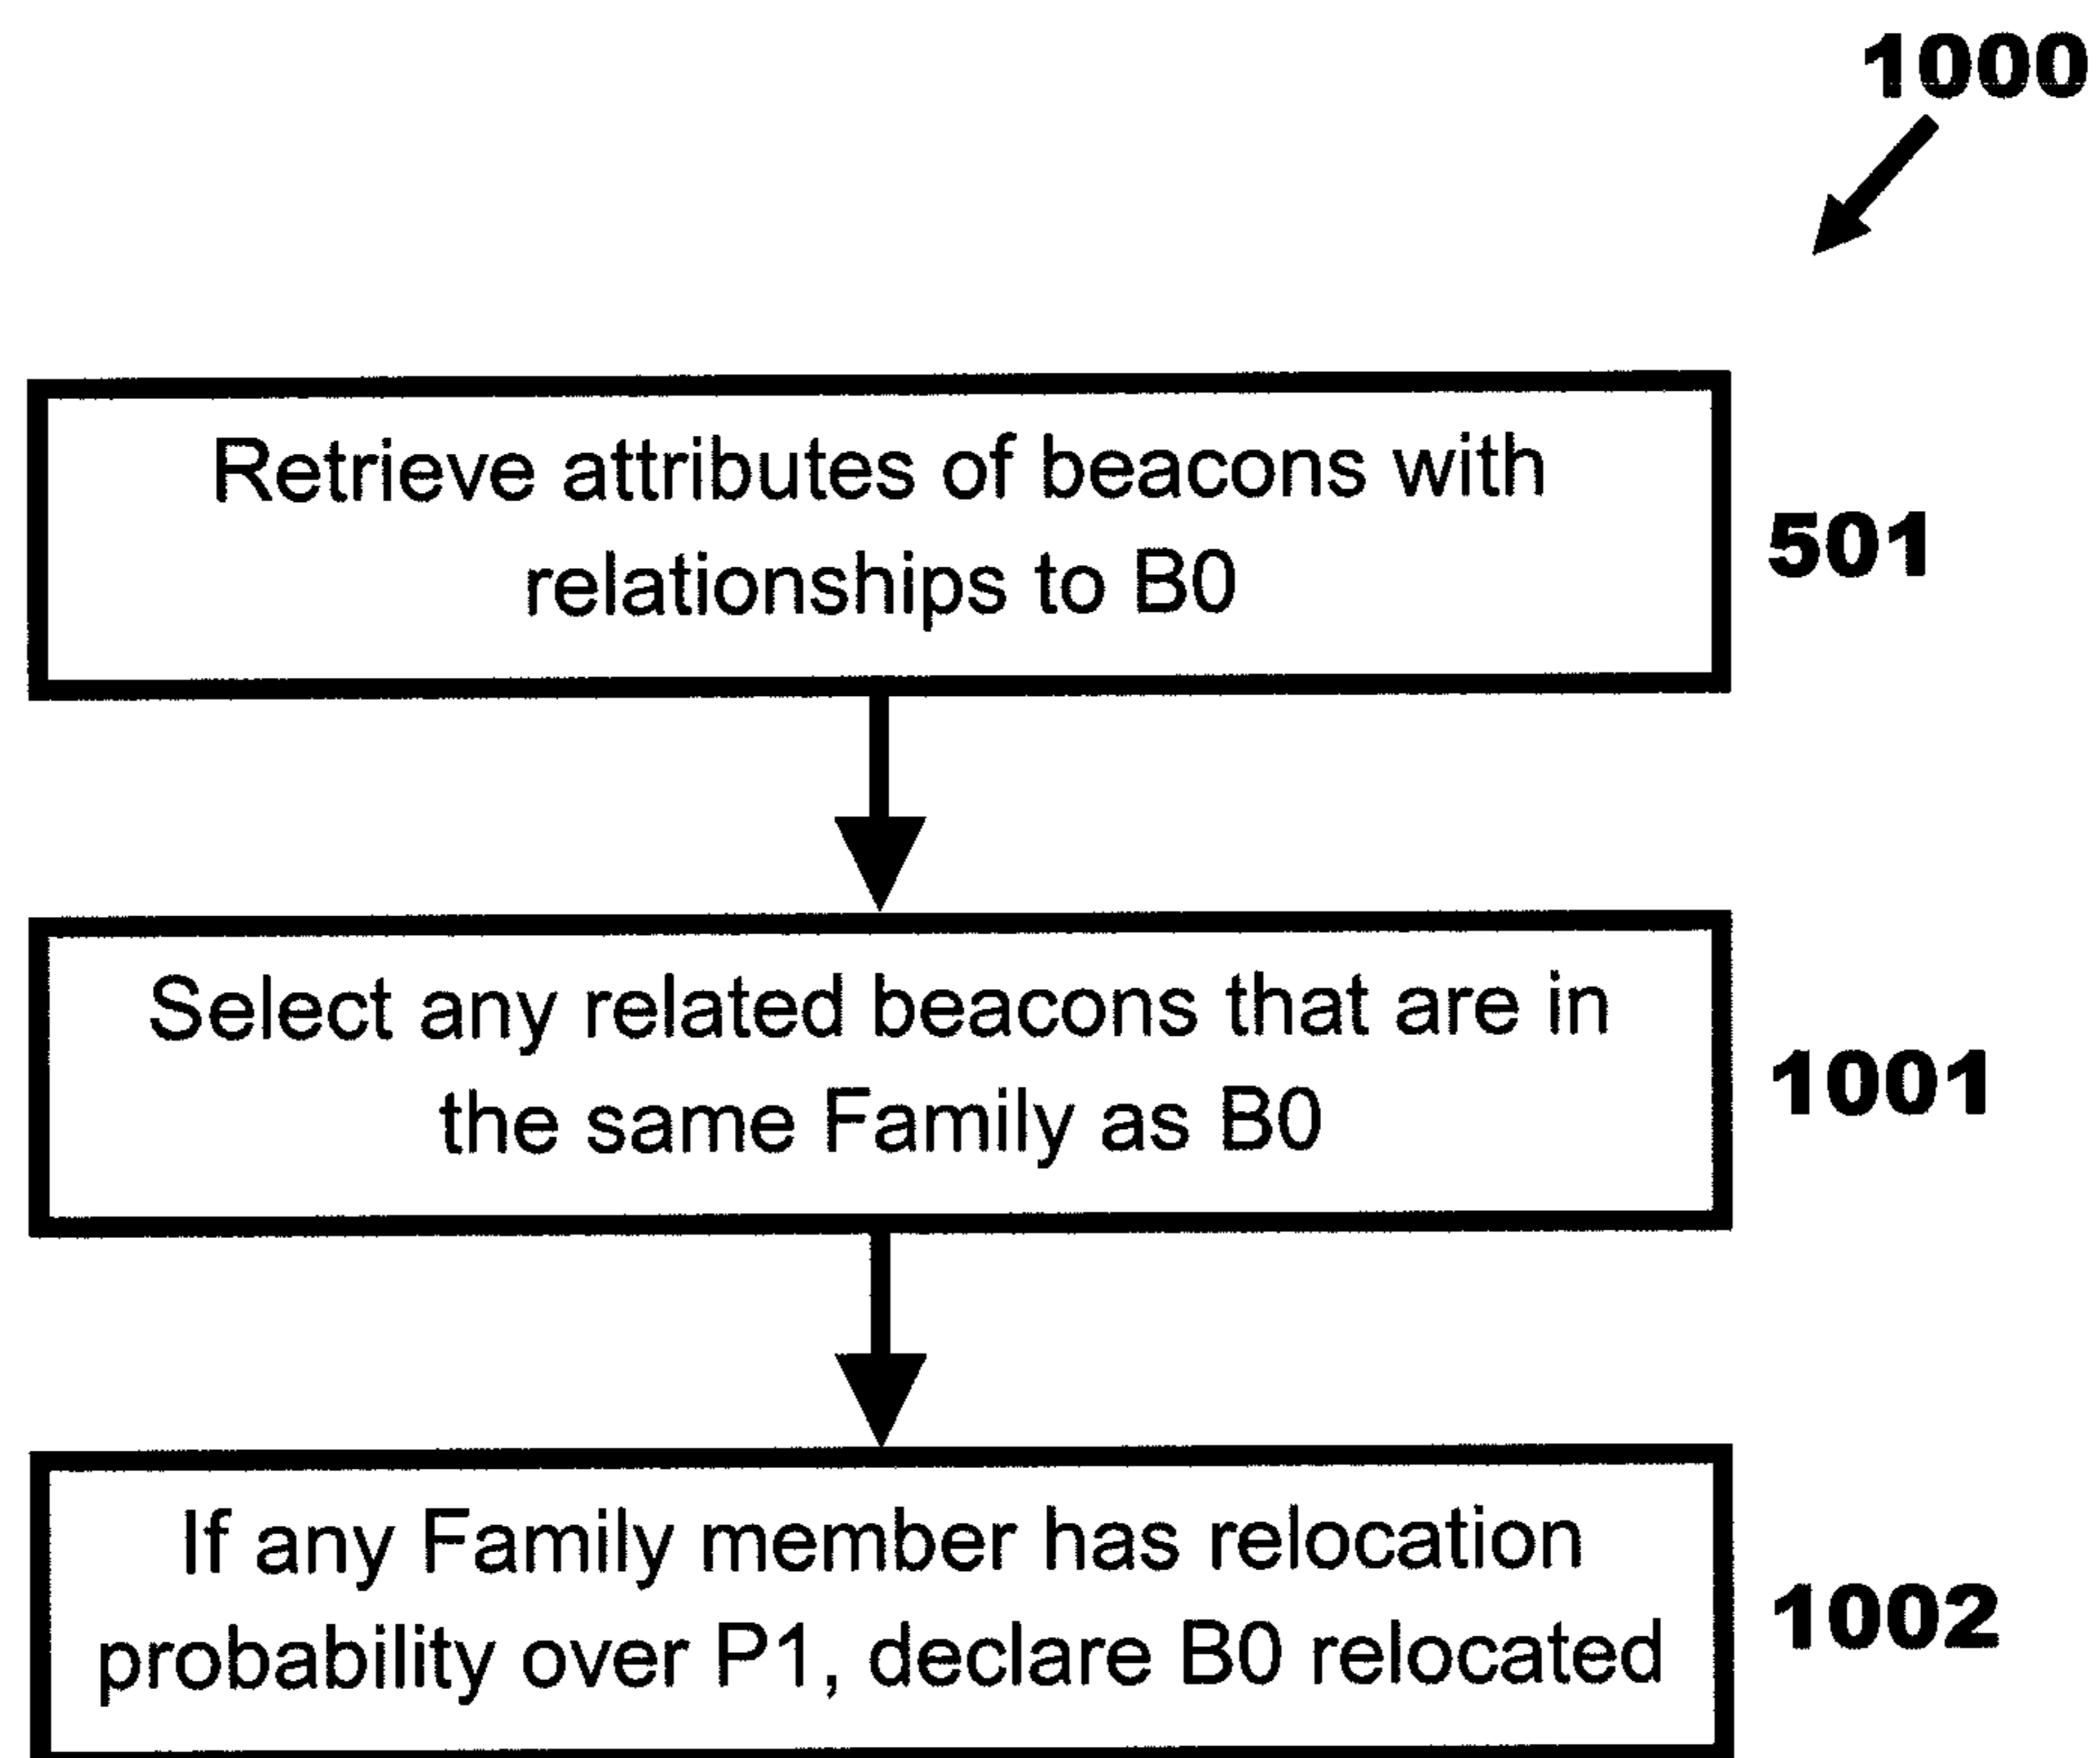 1000
Retrieve attributes of beacons with
relationships to B0
501
Select any related beacons that are in
the same Family as B0
1001
If any Family member has relocation
probability over P1, declare B0 relocated
1002